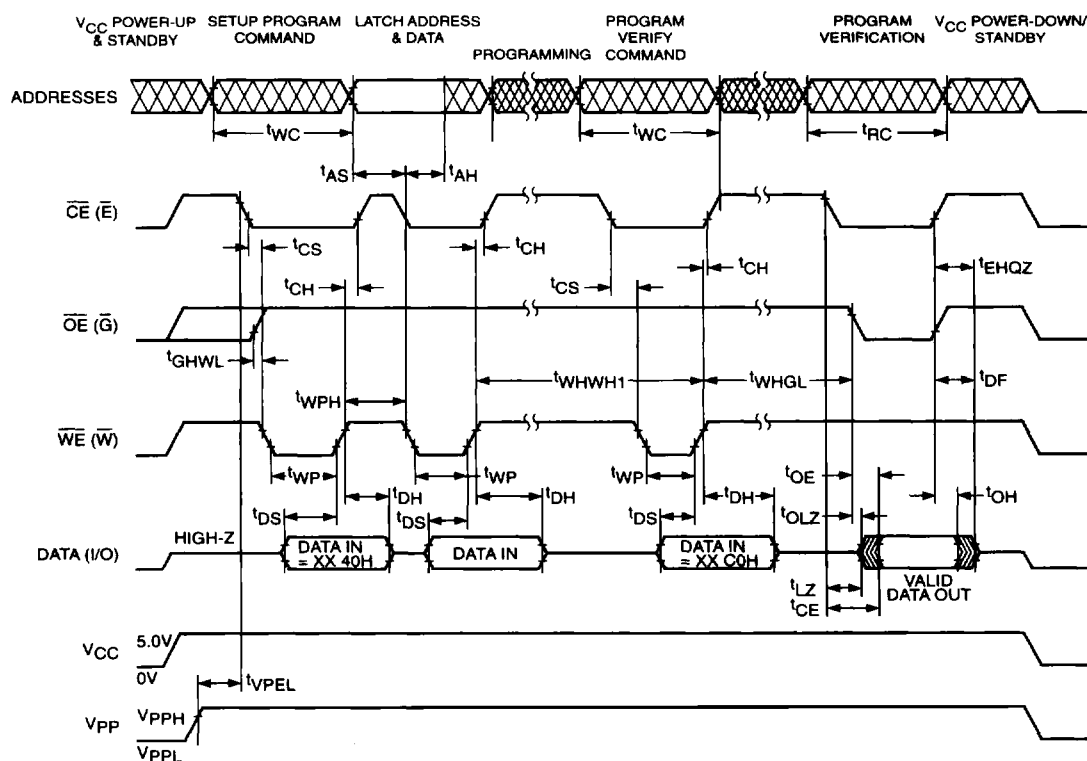 VCC POWER-UP & STANDBY
SETUP PROGRAM COMMAND
LATCH ADDRESS & DATA
PROGRAMMING
PROGRAM VERIFY COMMAND
PROGRAM VERIFICATION
VCC POWER-DOWN/ STANDBY
ADDRESSES
tWC
tWC
tRC
tAS
tAH
CE (E)
tCS
tCH
tCH
tCS
tCH
tEHQZ
OE (G)
tGHWL
tWPH
tWHWH1
tWHGL
tDF
WE (W)
tWP
tWP
tWP
tOE
tDH
tDH
tDH
tOH
tDS
tDS
tDS
tOLZ
HIGH-Z
DATA (I/O)
DATA IN = XX 40H
DATA IN
DATA IN = XX C0H
VALID DATA OUT
tLZ
tCE
VCC
5.0V
0V
tVPEL
VPP
VPPH
VPPL